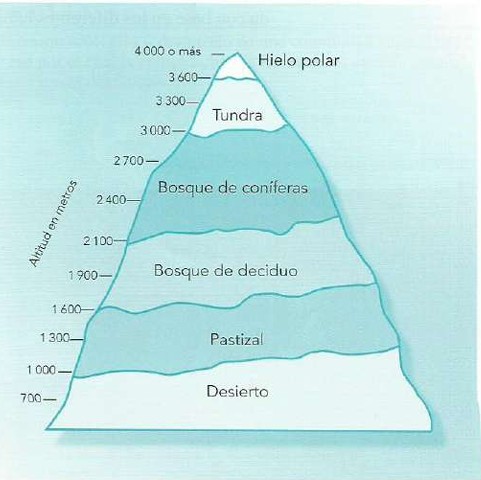 4 000 o más
Hielo polar
3 600
3 300
Tundra
3 000
2 700
Bosque de coníferas
2 400
Altitud en metros
2 100
Bosque de deciduo
1 900
1 600
1 300
Pastizal
1 000
Desierto
700